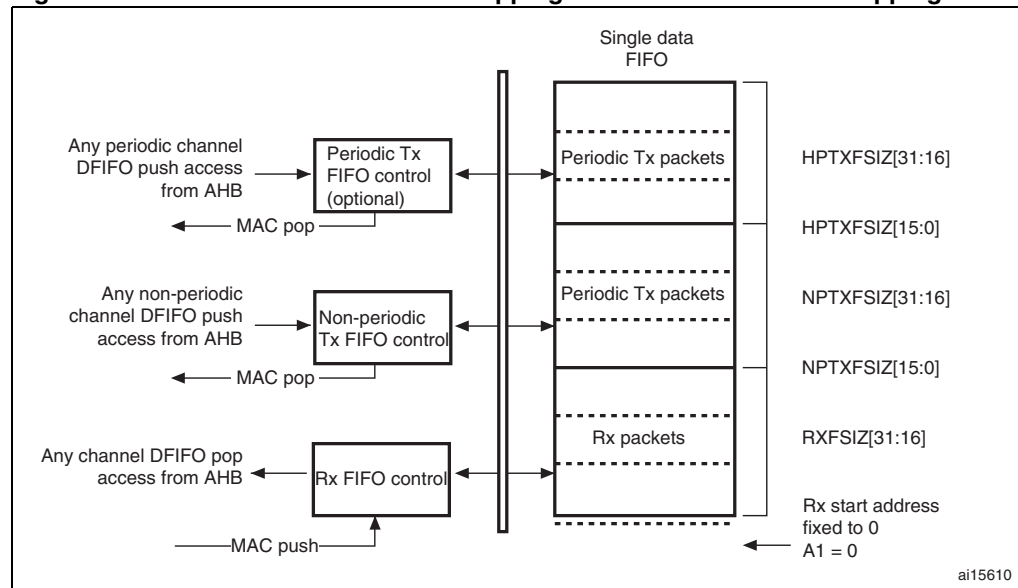 Single data
FIFO
Any periodic channel
DFIFO push access
from AHB
Periodic Tx
FIFO control
(optional)
MAC pop
Periodic Tx packets
HPTXFSIZ[31:16]
HPTXFSIZ[15:0]
Any non-periodic
channel DFIFO push
access from AHB
Non-periodic
Tx FIFO control
MAC pop
Periodic Tx packets
NPTXFSIZ[31:16]
NPTXFSIZ[15:0]
Any channel DFIFO pop
access from AHB
Rx FIFO control
MAC push
Rx packets
RXFSIZ[31:16]
Rx start address
fixed to 0
A1 = 0
ai15610